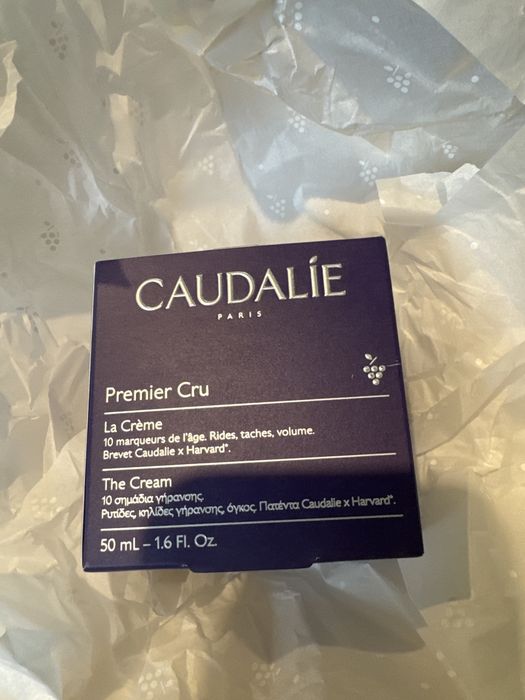 CAUDALÍE
PARIS
Premier Cru
La Crème
10 marqueurs de l'âge. Rides, taches, volume.
Brevet Caudalie x Harvard*.
The Cream
10 σημάδια γήρανσης.
Ρυτίδες, κηλίδες γήρανσης, όγκος. Πατέντα Caudalie x Harvard*.
50 mL – 1.6 Fl. Oz.